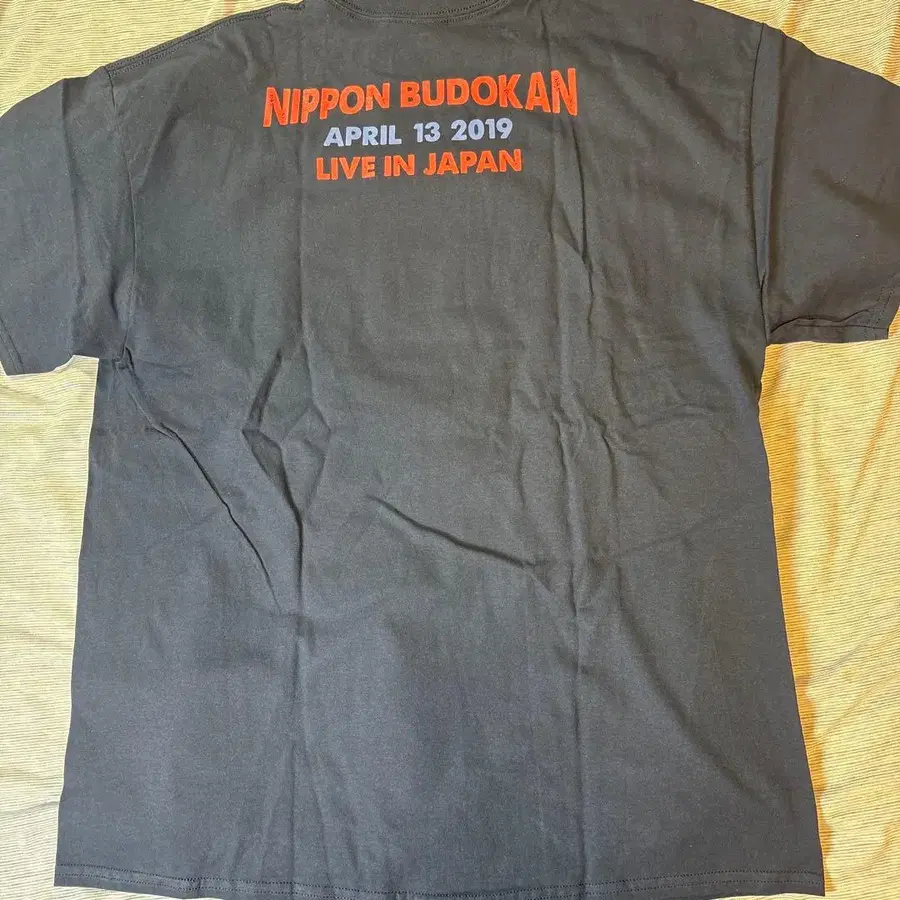 NIPPON BUDOKAN
APRIL 13 2019
LIVE IN JAPAN